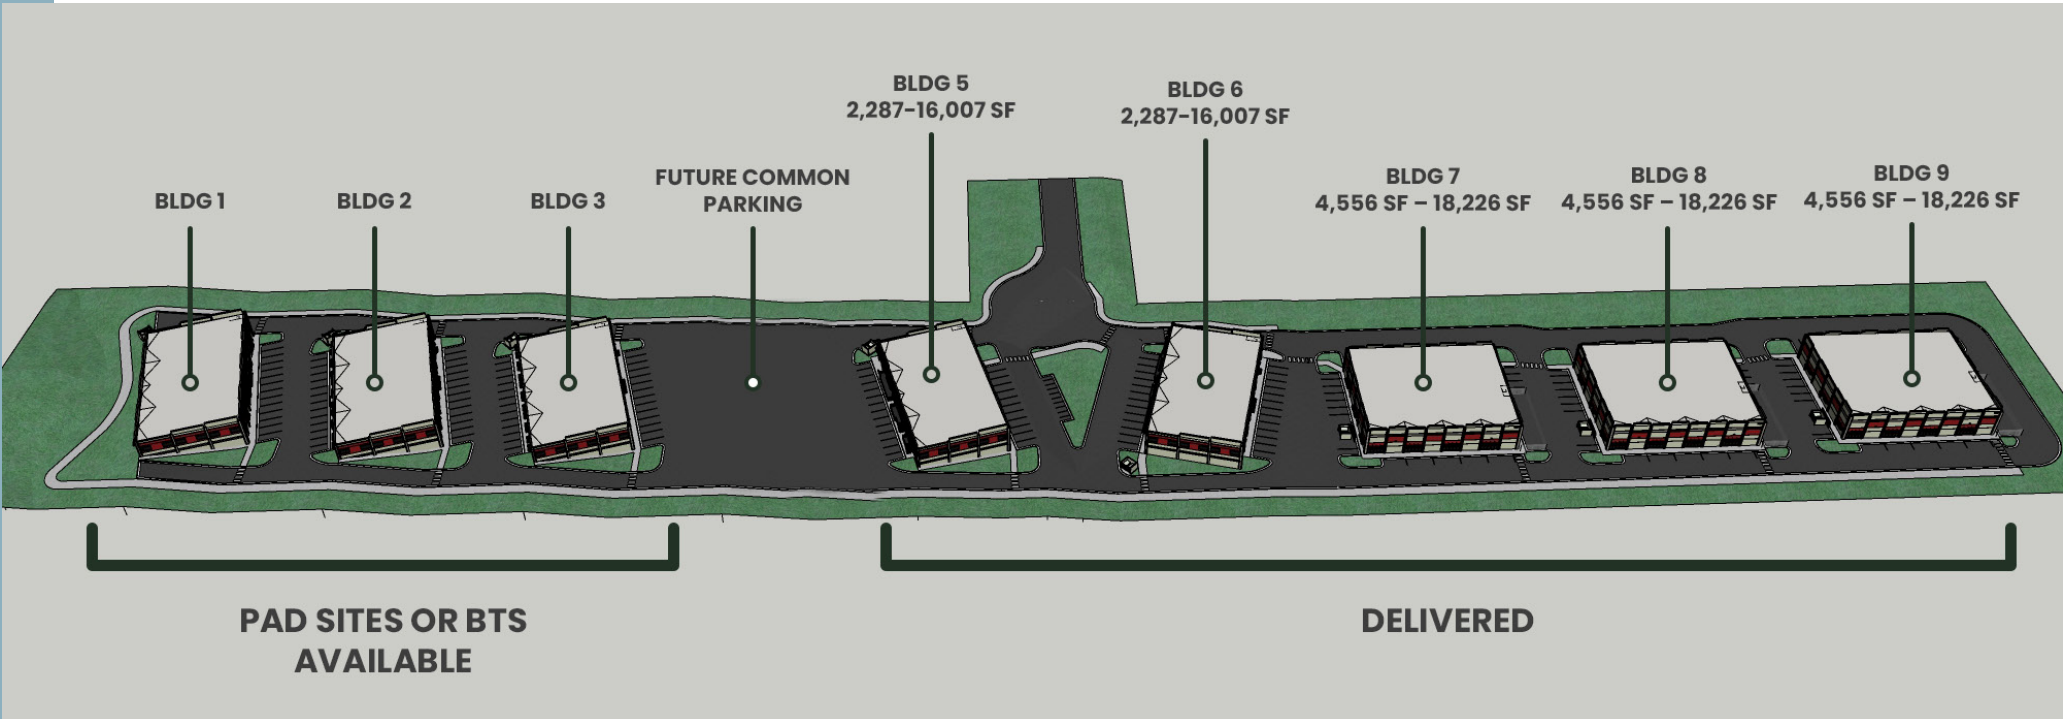 BLDG 1
BLDG 2
BLDG 3
FUTURE COMMON
PARKING
BLDG 5
2,287-16,007 SF
BLDG 6
2,287-16,007 SF
BLDG 7
4,556 SF – 18,226 SF
BLDG 8
4,556 SF – 18,226 SF
BLDG 9
4,556 SF – 18,226 SF
PAD SITES OR BTS
AVAILABLE
DELIVERED